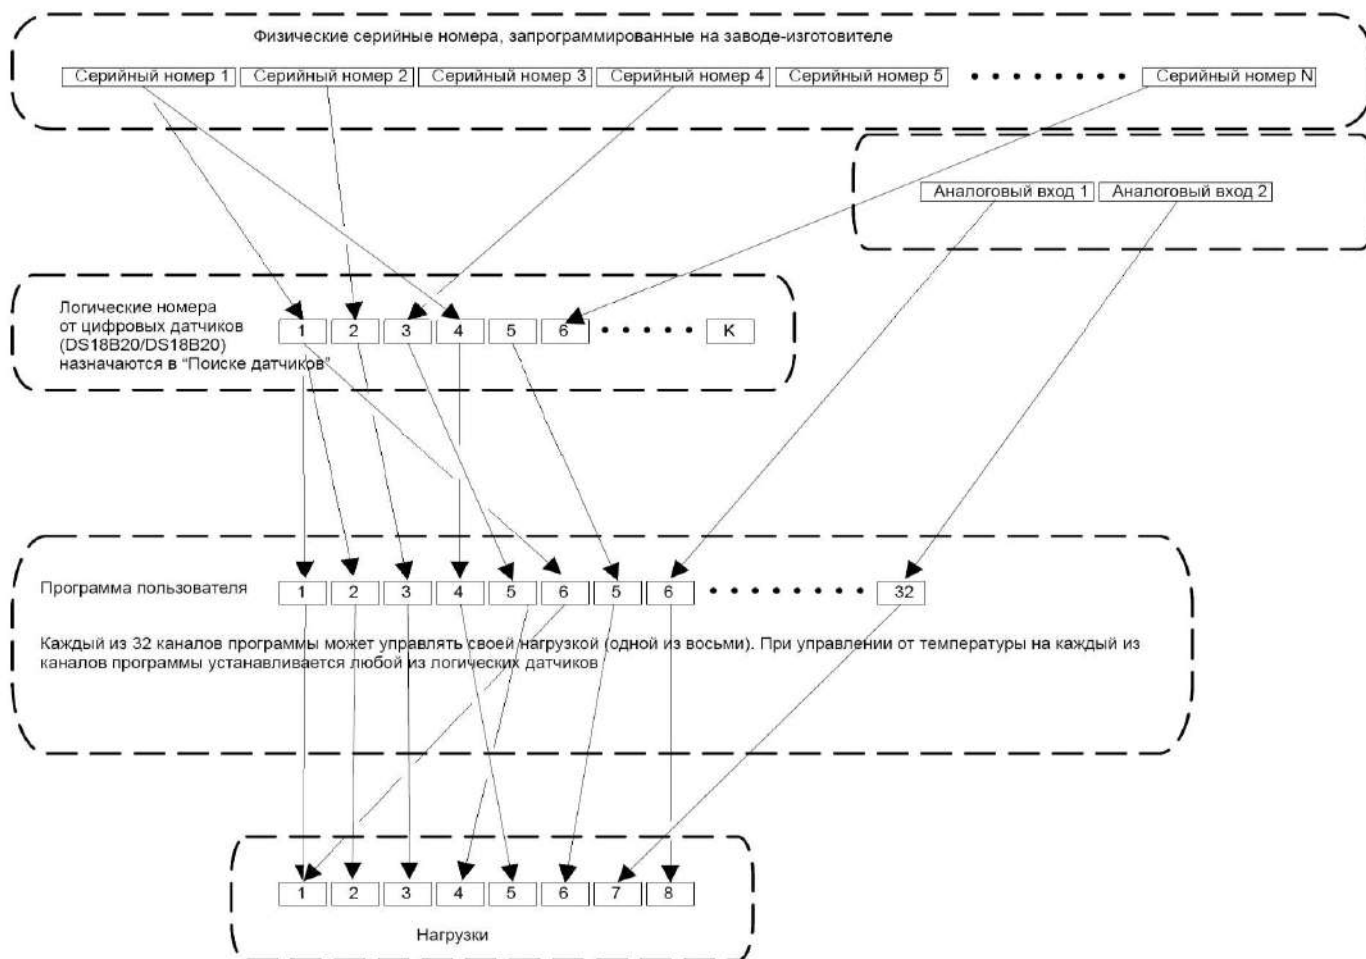 Физические серийные номера, запрограммированные на заводе-изготовителе
Серийный номер 1 Серийный номер 2 Серийный номер 3 Серийный номер 4 Серийный номер 5 Серийный номер N
Аналоговый вход 1 Аналоговый вход 2
Логические номера
от цифровых датчиков
(DS18B20/DS18B20)
назначаются в “Поиске датчиков”
1 2 3 4 5 6 K
Программа пользователя
1 2 3 4 5 6 5 6 32
Каждый из 32 каналов программы может управлять своей нагрузкой (одной из восьми). При управлении от температуры на каждый из
каналов программы устанавливается любой из логических датчиков
1 2 3 4 5 6 7 8
Нагрузки